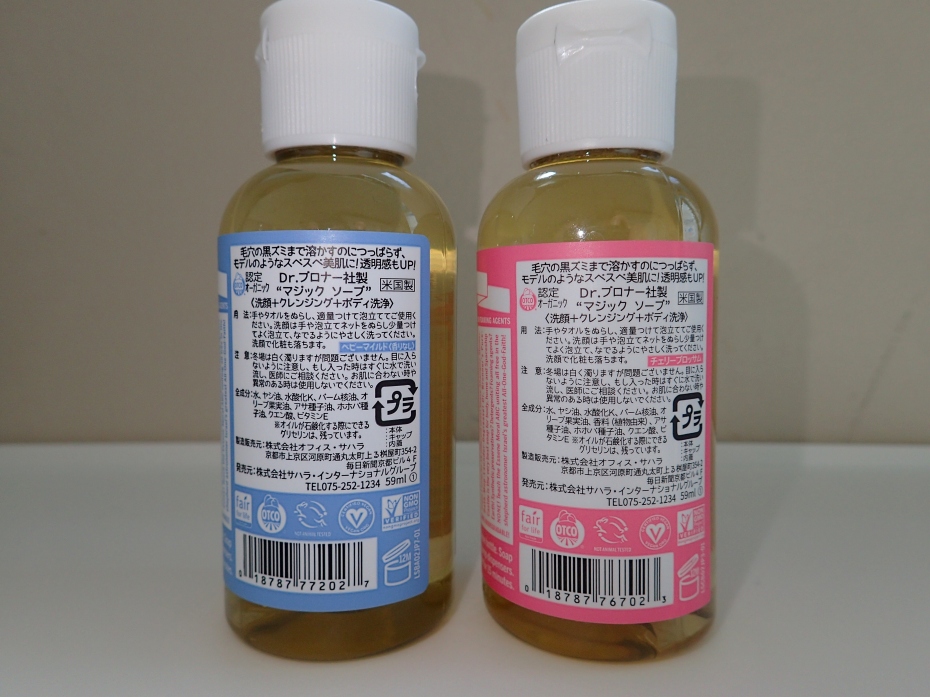 毛穴の黒ズミまで溶かすのにつっぱらず、
モデルのようなスベスベ美肌に!透明感もUP!
認定
オーガニック
Dr.ブロナー社製
“マジック ソープ”
米国製
〈洗顔+クレンジング+ボディ洗浄〉
用 法:手やタオルをぬらし、適量つけて泡立ててご使用く
ださい。洗顔は手や泡立てネットをぬらし少量つけ
てよく泡立て、なでるようにやさしく洗ってください。
洗顔で化粧も落ちます。
ベビーマイルド(香りなし)
注 意:冬場は白く濁りますが問題ございません。目に入ら
ないように注意し、もし入った時はすぐに水で洗い
流し、医師にご相談ください。お肌に合わない時や
異常のある時は使用しないでください。
全成分:水、ヤシ油、水酸化K、パーム核油、オ
リーブ果実油、アサ種子油、ホホバ種
子油、クエン酸、ビタミンE
※オイルが石鹸化する際にできる
グリセリンは、残っています。
プラ
:本体
キャップ
内蓋
製造販売元:株式会社オフィス・サハラ
京都市上京区河原町通丸太町上る桝屋町354-2
毎日新聞京都ビル4F
発売元:株式会社サハラ・インターナショナルグループ
TEL075-252-1234 59ml ①
fair
for life
OTCO
NOT ANIMAL TESTED
NON
GMO
VERIFIED
12M
0 18787 77202 7
毛穴の黒ズミまで溶かすのにつっぱらず、
モデルのようなスベスベ美肌に!透明感もUP!
OTCO
認定
オーガニック
Dr.ブロナー社製
“マジック ソープ”
米国製
〈洗顔+クレンジング+ボディ洗浄〉
用 法:手やタオルをぬらし、適量つけて泡立ててご使用く
ださい。洗顔は手や泡立てネットをぬらし少量つけ
てよく泡立て、なでるようにやさしく洗ってください。
洗顔で化粧も落ちます。
チェリーブロッサム
注 意:冬場は白く濁りますが問題ございません。目に入ら
ないように注意し、もし入った時はすぐに水で洗い
流し、医師にご相談ください。お肌に合わない時や
異常のある時は使用しないでください。
全成分:水、ヤシ油、水酸化K、パーム核油、オ
リーブ果実油、香料(植物由来)、アサ
種子油、ホホバ種子油、クエン酸、ビ
タミンE ※オイルが石鹸化する際にできる
グリセリンは、残っています。
プラ
:本体
キャップ
内蓋
製造販売元:株式会社オフィス・サハラ
京都市上京区河原町通丸太町上る桝屋町354-2
毎日新聞京都ビル4F
発売元:株式会社サハラ・インターナショナルグループ
TEL075-252-1234 59ml ①
fair
for life
OTCO
NOT ANIMAL TESTED
0 18787 76702 3